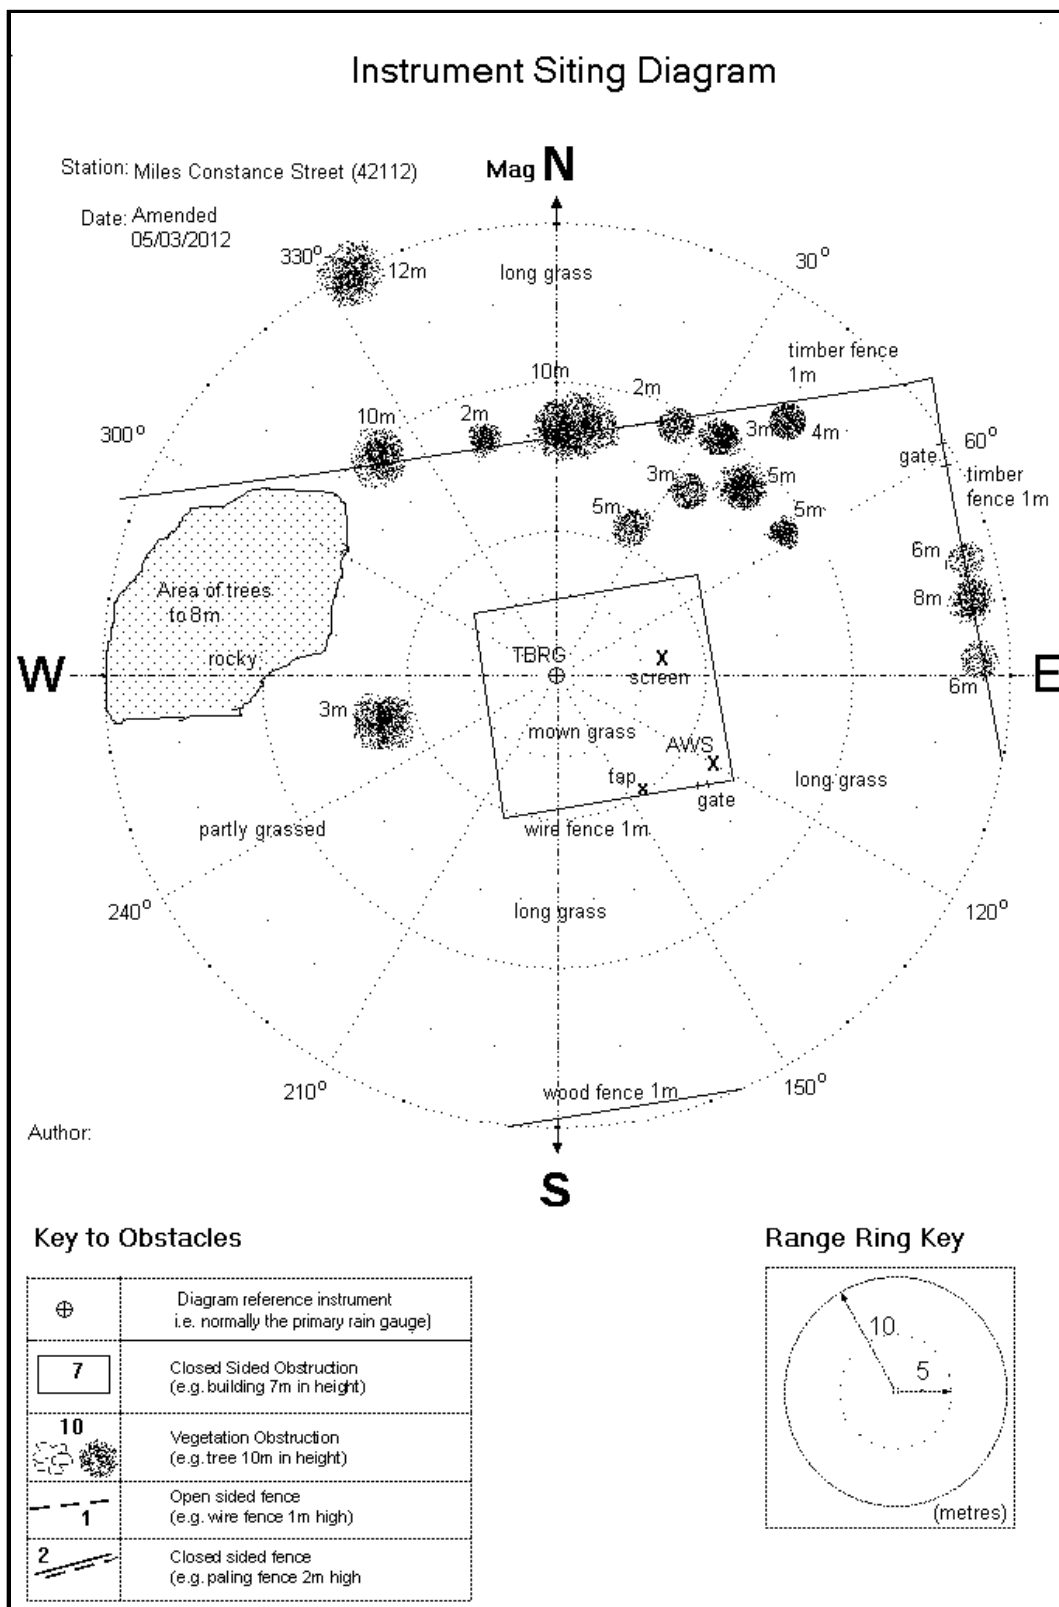 Instrument Siting Diagram
Station: Miles Constance Street (42112)
Mag N
Date: Amended
05/03/2012
330°
12m
long grass
30°
timber fence
1m
10m
2m
10m
2m
3m
4m
300°
60°
gate
timber
fence 1m
3m
5m
5m
5m
6m
8m
6m
Area of trees
to 8m
rocky
W
E
TBRG
screen
3m
mown grass
AWS
tap
gate
long grass
partly grassed
wire fence 1m
long grass
240°
120°
210°
150°
wood fence 1m
Author:
S
Key to Obstacles
Diagram reference instrument
i.e. normally the primary rain gauge)
7
Closed Sided Obstruction
(e.g. building 7m in height)
10
Vegetation Obstruction
(e.g. tree 10m in height)
1
Open sided fence
(e.g. wire fence 1m high)
2
Closed sided fence
(e.g. paling fence 2m high
Range Ring Key
10
5
(metres)